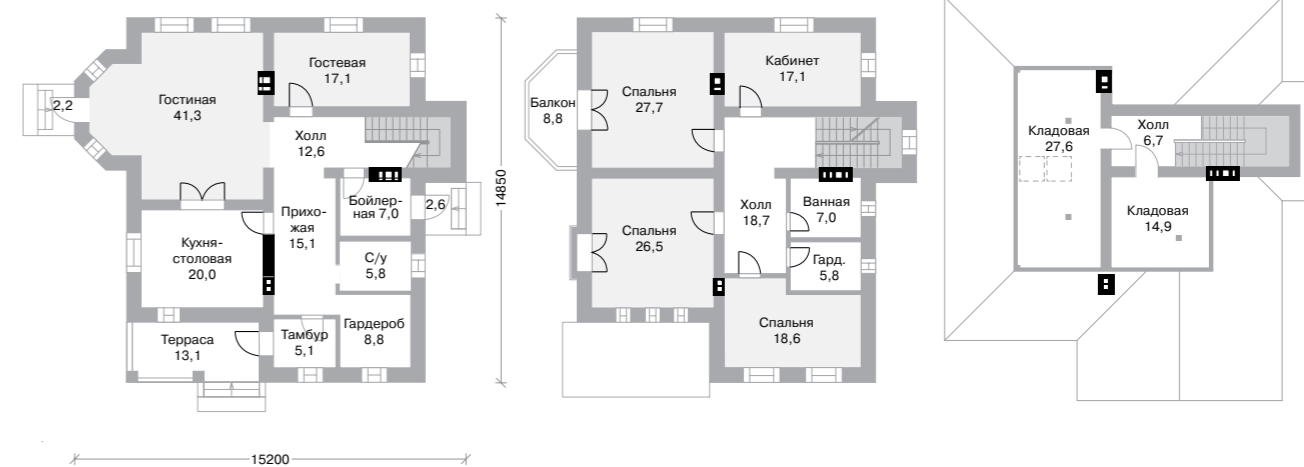 Гостевая
17,1
2,2
Гостиная
41,3
Холл
12,6
Бойлер-
ная 7,0
2,6
Прихо-
жая
15,1
Кухня-
столовая
20,0
С/у
5,8
Гардероб
8,8
Тамбур
5,1
Терраса
13,1
15200
14850
Кабинет
17,1
Спальня
27,7
Балкон
8,8
Холл
18,7
Ванная
7,0
Спальня
26,5
Гард.
5,8
Спальня
18,6
Кладовая
27,6
Холл
6,7
Кладовая
14,9